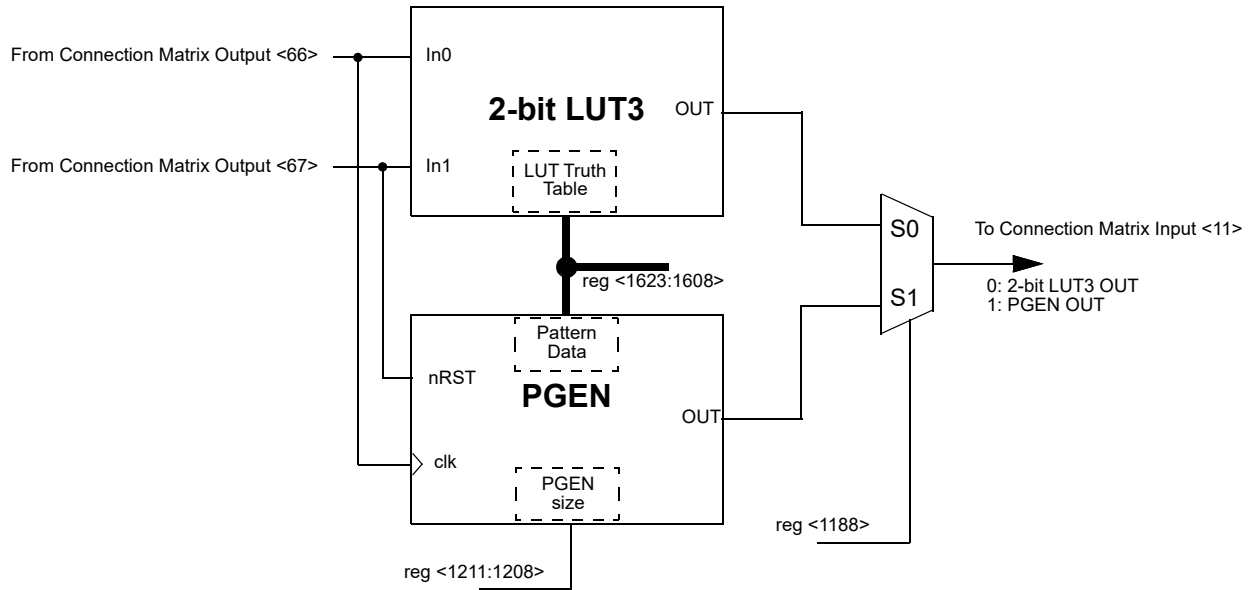 From Connection Matrix Output <66>
In0
2-bit LUT3
OUT
From Connection Matrix Output <67>
In1
LUT Truth
Table
S0
To Connection Matrix Input <11>
reg <1623:1608>
0: 2-bit LUT3 OUT
1: PGEN OUT
S1
Pattern
Data
nRST
PGEN
OUT
clk
PGEN
size
reg <1188>
reg <1211:1208>